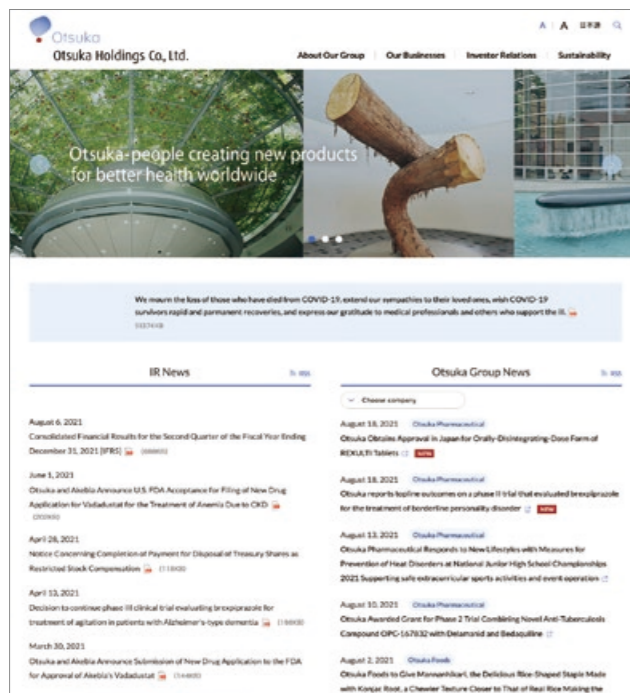 Otsuka
Otsuka Holdings Co., Ltd.
A
A
日本語
About Our Group
Our Businesses
Investor Relations
Sustainability
Otsuka-people creating new products
for better health worldwide
We mourn the loss of those who have died from COVID-19, extend our sympathies to their loved ones, wish COVID-19
survivors rapid and parmanent recoveries, and express our gratitude to medical professionals and others who support the ill.
IR News
RSS
August 6, 2021
Consolidated Financial Results for the Second Quarter of the Fiscal Year Ending
December 31, 2021 [IFRS]
June 1, 2021
Otsuka and Akebia Announce U.S. FDA Acceptance for Filing of New Drug
Application for Vadadustat for the Treatment of Anemia Due to CKD
April 28, 2021
Notice Concerning Completion of Payment for Disposal of Treasury Shares as
Restricted Stock Compensation
April 13, 2021
Decision to continue phase III clinical trial evaluating brexpiprazole for
treatment of agitation in patients with Alzheimer's-type dementia
March 30, 2021
Otsuka and Akebia Announce Submission of New Drug Application to the FDA
for Approval of Akebia's Vadadustat
Otsuka Group News
RSS
Choose company
August 18, 2021 Otsuka Pharmaceutical
Otsuka Obtains Approval in Japan for Orally-Disintegrating-Dose Form of
REXULTI Tablets NEW
August 18, 2021 Otsuka Pharmaceutical
Otsuka reports topline outcomes on a phase II trial that evaluated brexpiprazole
for the treatment of borderline personality disorder NEW
August 13, 2021 Otsuka Pharmaceutical
Otsuka Pharmaceutical Responds to New Lifestyles with Measures for
Prevention of Heat Disorders at National Junior High School Championships
2021 Supporting safe extracurricular sports activities and event operation
August 10, 2021 Otsuka Pharmaceutical
Otsuka Awarded Grant for Phase 2 Trial Combining Novel Anti-Tuberculosis
Compound OPC-167832 with Delamanid and Bedaquiline
August 2, 2021 Otsuka Foods
Otsuka Foods to Give Mannanhikari, the Delicious Rice-Shaped Staple Made
with Konjac Root, a Chewier Texture Closer to That of Real Rice Making the